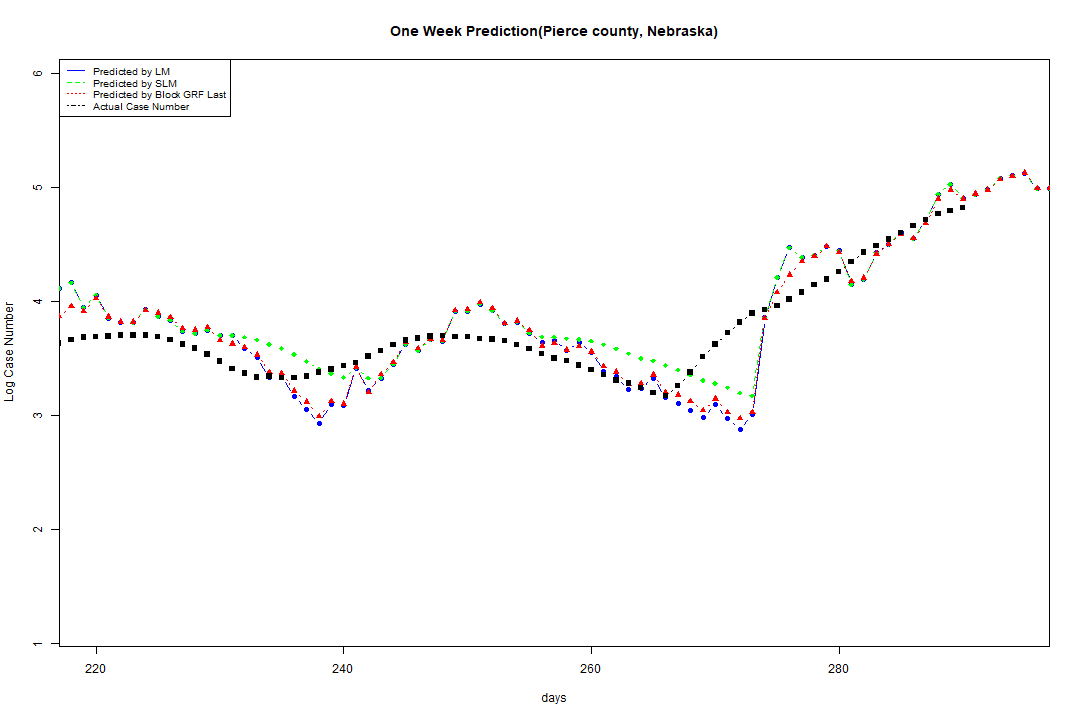 One Week Prediction(Pierce county, Nebraska)
Predicted by LM
Predicted by SLM
Predicted by Block GRF Last
Actual Case Number
6
5
4
3
2
1
Log Case Number
220
240
260
280
days